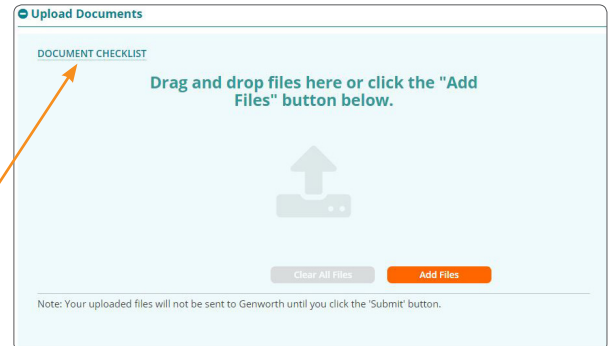 Upload Documents
DOCUMENT CHECKLIST
Drag and drop files here or click the "Add
Files" button below.
Clear All Files
Add Files
Note: Your uploaded files will not be sent to Genworth until you click the 'Submit' button.